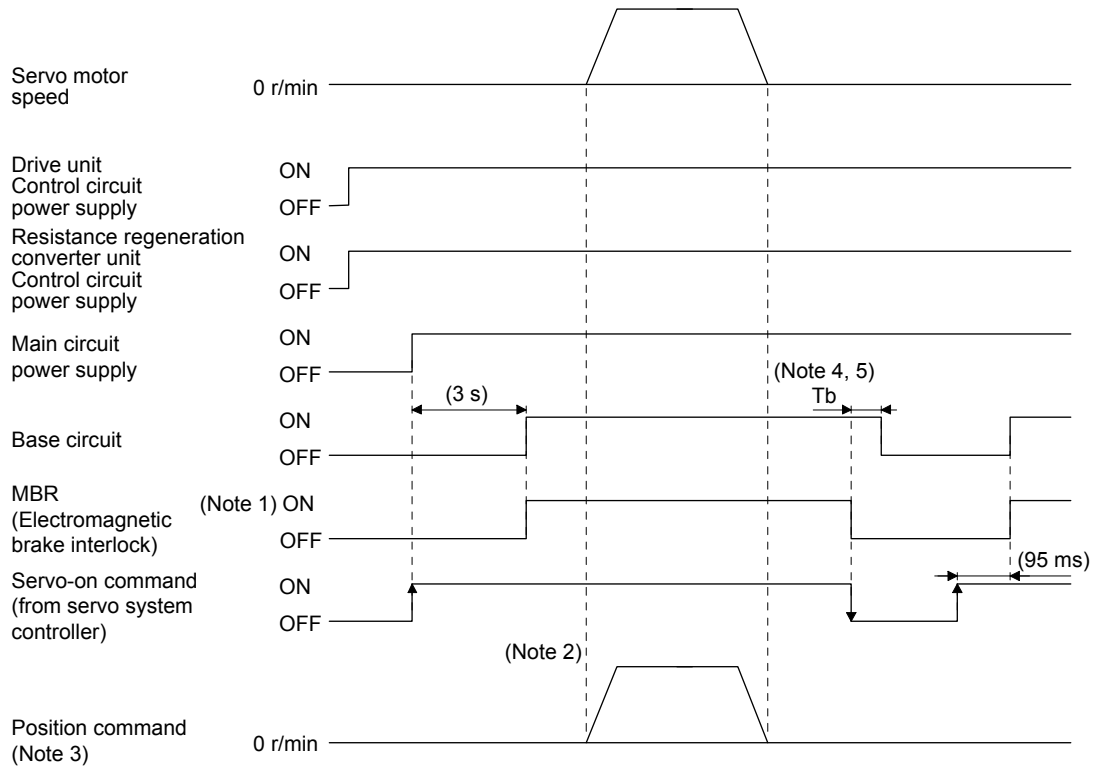 Servo motor
speed
0 r/min
Drive unit
Control circuit
power supply
ON
OFF
Resistance regeneration
converter unit
Control circuit
power supply
ON
OFF
Main circuit
power supply
ON
OFF
(3 s)
(Note 4, 5)
Tb
Base circuit
ON
OFF
MBR
(Electromagnetic
brake interlock)
(Note 1) ON
OFF
(95 ms)
Servo-on command
(from servo system
controller)
ON
OFF
(Note 2)
Position command
(Note 3)
0 r/min